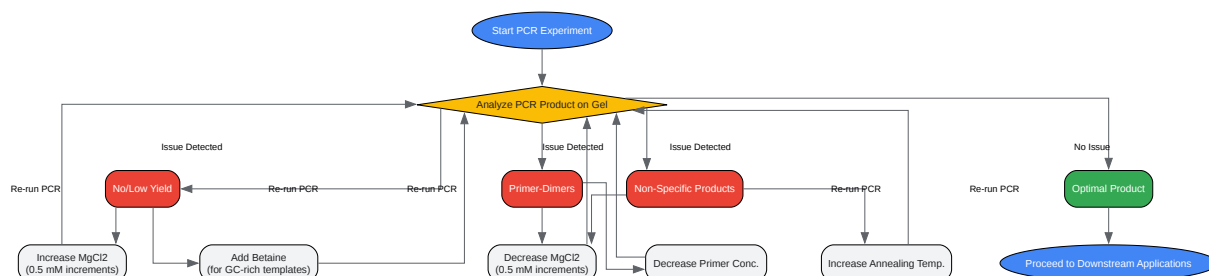 Start PCR Experiment
Analyze PCR Product on Gel
Issue Detected
Issue Detected
Issue Detected
No Issue
Re-run PCR
No/Low Yield
Re-run PCR
Re-run PCR
Primer-Dimers
Non-Specific Products
Re-run PCR
Re-run PCR
Optimal Product
Increase MgCl2
(0.5 mM increments)
Add Betaine
(for GC-rich templates)
Decrease MgCl2
(0.5 mM increments)
Decrease Primer Conc.
Increase Annealing Temp.
Proceed to Downstream Applications